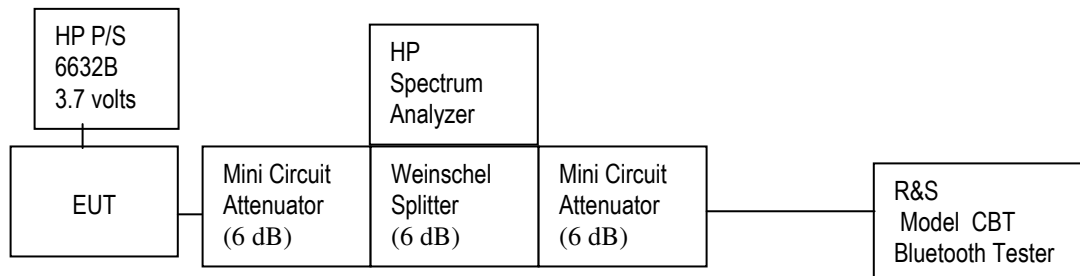 HP P/S
6632B
3.7 volts
HP
Spectrum
Analyzer
EUT
Mini Circuit
Attenuator
(6 dB)
Weinschel
Splitter
(6 dB)
Mini Circuit
Attenuator
(6 dB)
R&S
Model CBT
Bluetooth Tester